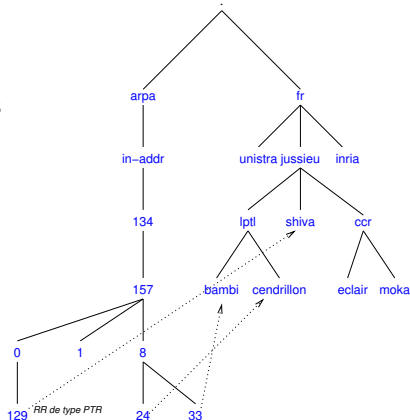 .
arpa fr
in-addr unistra jussieu inria
134 lptl shiva ccr
157 bambi cendrillon eclair moka
0 1 8
129 RR de type PTR 24 33